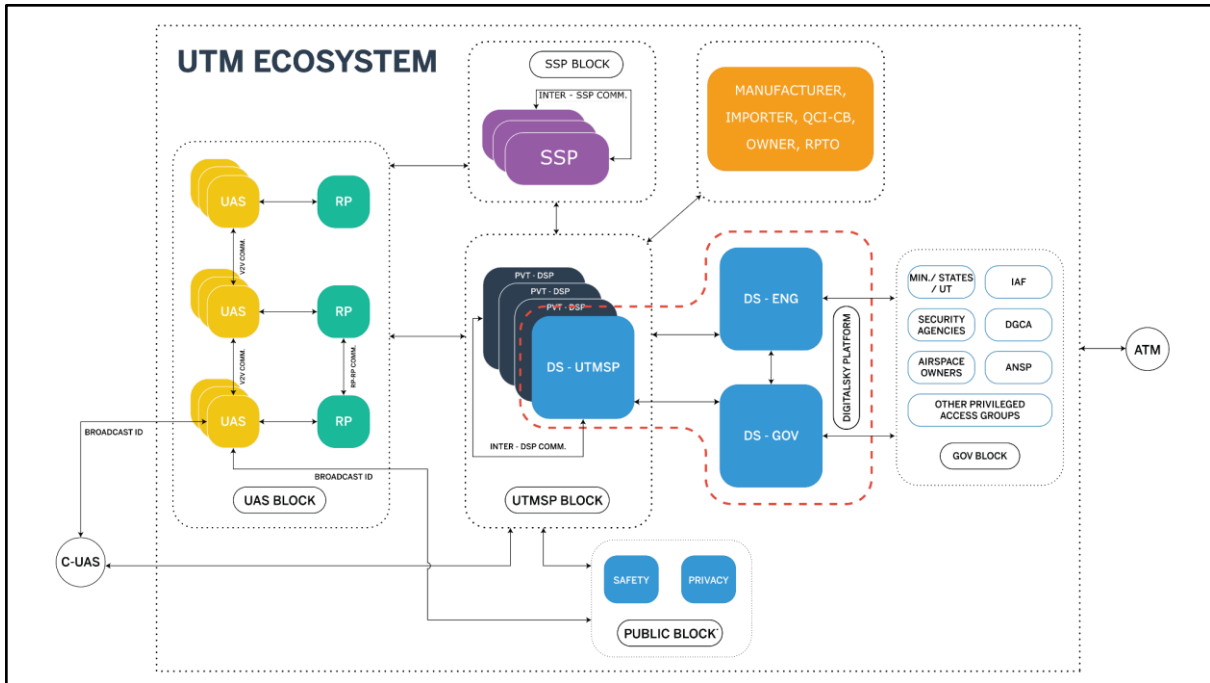 UTM ECOSYSTEM
SSP BLOCK
INTER - SSP COMM.
SSP
MANUFACTURER,
IMPORTER, QCI-CB,
OWNER, RPTO
UAS
RP
V2V COMM.
UAS
RP
V2V COMM.
RP-RP COMM.
UAS
RP
BROADCAST ID
BROADCAST ID
UAS BLOCK
PVT - DSP
PVT - DSP
PVT - DSP
DS - UTMSP
INTER - DSP COMM.
UTMSP BLOCK
DS - ENG
DS - GOV
DIGITALSKY PLATFORM
MIN./ STATES
/ UT
IAF
SECURITY
AGENCIES
DGCA
AIRSPACE
OWNERS
ANSP
OTHER PRIVILEGED
ACCESS GROUPS
GOV BLOCK
ATM
C-UAS
SAFETY
PRIVACY
PUBLIC BLOCK*